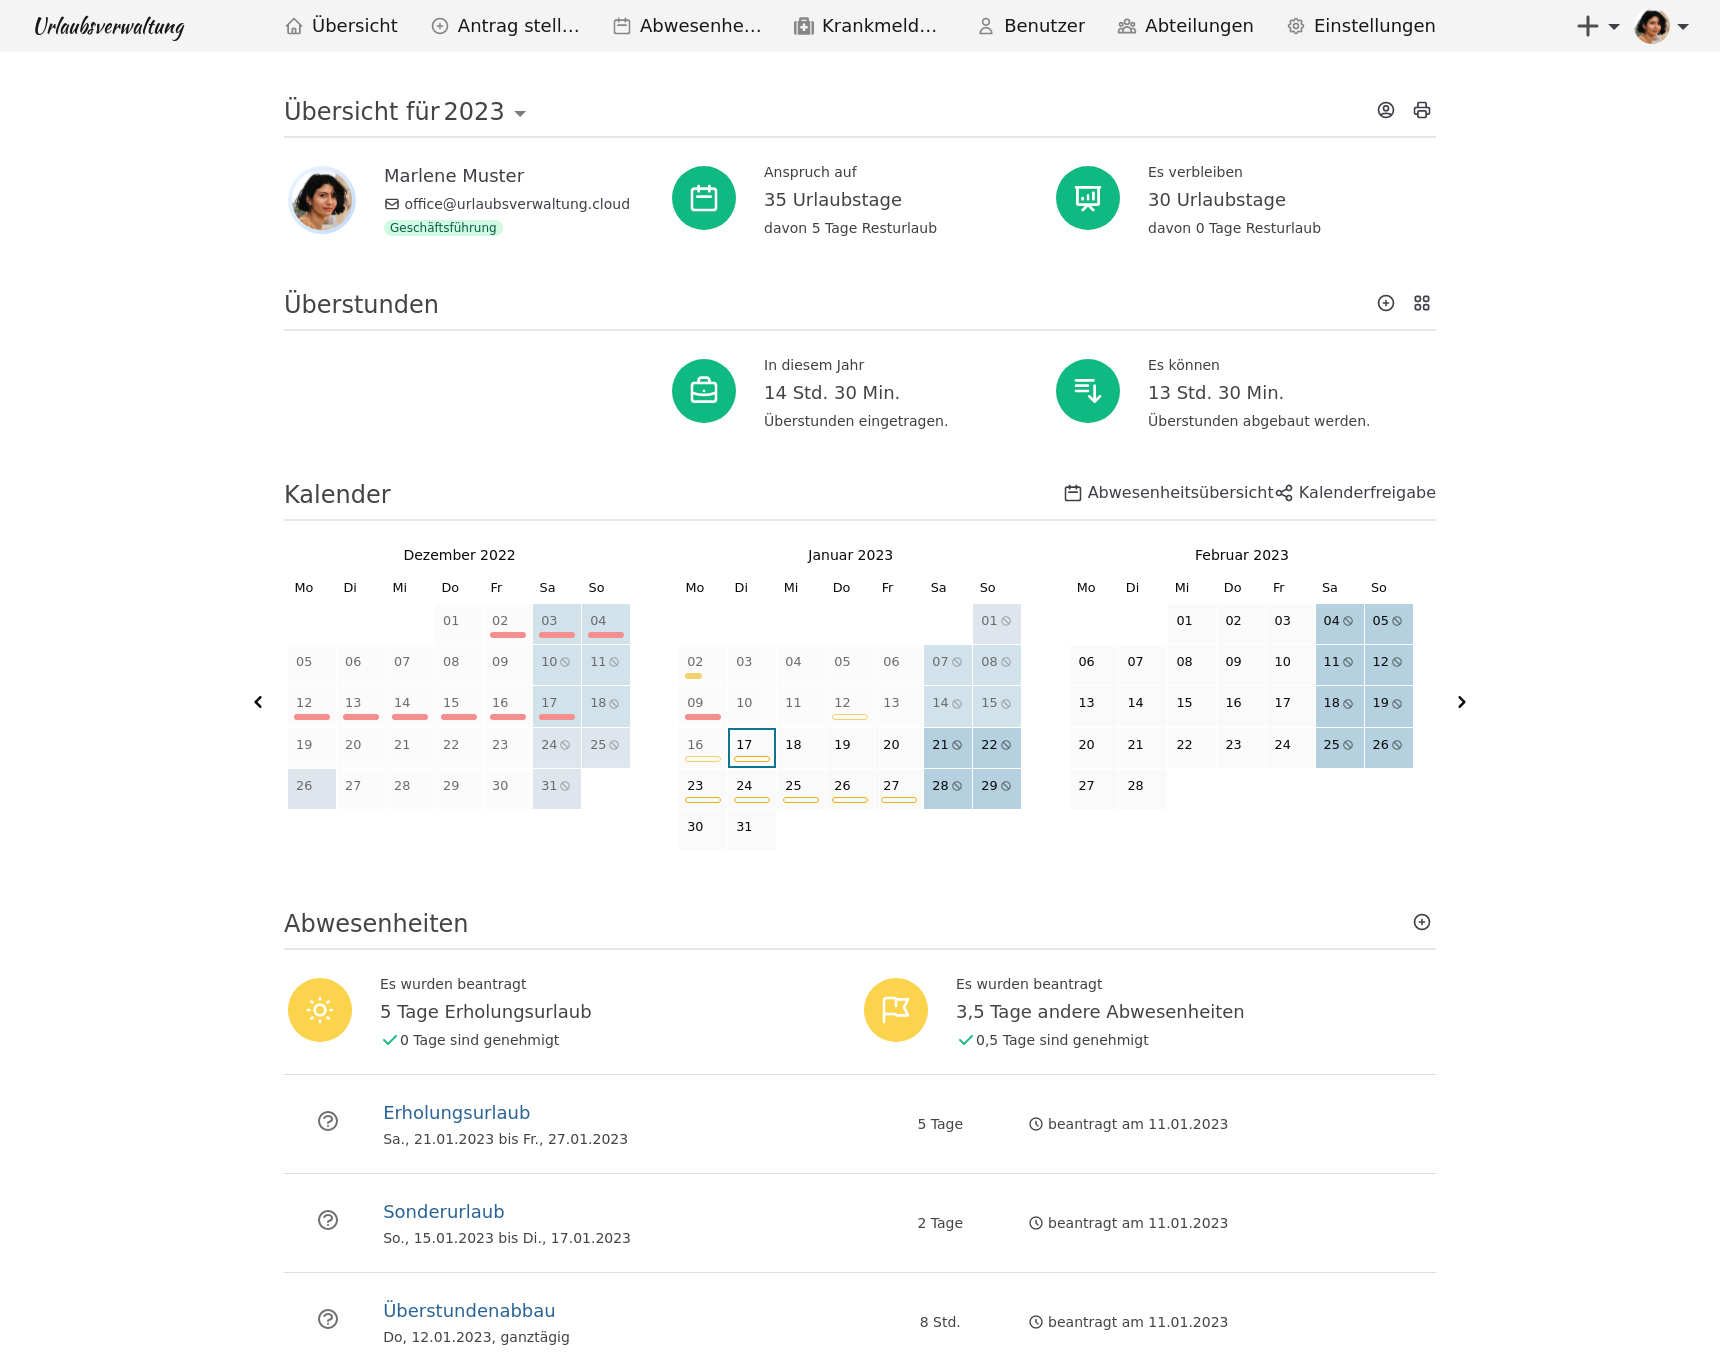 Urlaubsverwaltung
Übersicht
Antrag stell…
Abwesenhe…
Krankmeld…
Benutzer
Abteilungen
Einstellungen
Übersicht für 2023
Marlene Muster
office@urlaubsverwaltung.cloud
Geschäftsführung
Anspruch auf
35 Urlaubstage
davon 5 Tage Resturlaub
Es verbleiben
30 Urlaubstage
davon 0 Tage Resturlaub
Überstunden
In diesem Jahr
14 Std. 30 Min.
Überstunden eingetragen.
Es können
13 Std. 30 Min.
Überstunden abgebaut werden.
Kalender
Abwesenheitsübersicht
Kalenderfreigabe
Dezember 2022
Mo Di Mi Do Fr Sa So
01 02 03 04
05 06 07 08 09 10 11
12 13 14 15 16 17 18
19 20 21 22 23 24 25
26 27 28 29 30 31
Januar 2023
Mo Di Mi Do Fr Sa So
01
02 03 04 05 06 07 08
09 10 11 12 13 14 15
16 17 18 19 20 21 22
23 24 25 26 27 28 29
30 31
Februar 2023
Mo Di Mi Do Fr Sa So
01 02 03 04 05
06 07 08 09 10 11 12
13 14 15 16 17 18 19
20 21 22 23 24 25 26
27 28
Abwesenheiten
Es wurden beantragt
5 Tage Erholungsurlaub
0 Tage sind genehmigt
Es wurden beantragt
3,5 Tage andere Abwesenheiten
0,5 Tage sind genehmigt
Erholungsurlaub
Sa., 21.01.2023 bis Fr., 27.01.2023
5 Tage
beantragt am 11.01.2023
Sonderurlaub
So., 15.01.2023 bis Di., 17.01.2023
2 Tage
beantragt am 11.01.2023
Überstundenabbau
Do, 12.01.2023, ganztägig
8 Std.
beantragt am 11.01.2023